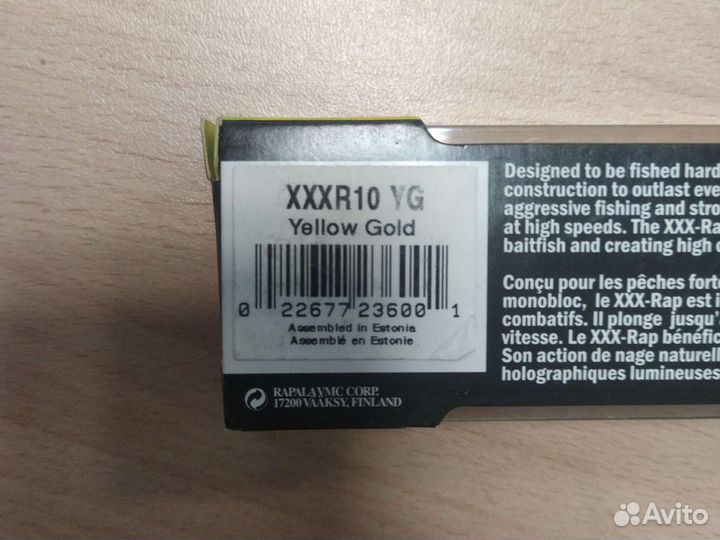 XXXR10 YG
Yellow Gold
0 22677 23600 1
Assembled in Estonia
Assemblé en Estonie
RAPALA VMC CORP.
17200 VÄÄKSY, FINLAND
Designed to be fished hard
construction to outlast eve
aggressive fishing and stro
at high speeds. The XXX-Rap
baitfish and creating high
Conçu pour les pêches forte
monobloc, le XXX-Rap est i
combatifs. Il plonge jusqu'
vitesse. Le XXX-Rap bénéfic
Son action de nage naturell
holographiques lumineuses
Avito